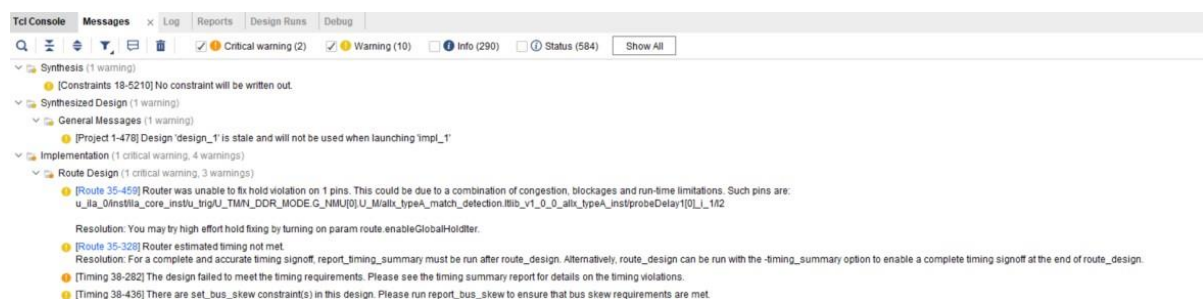 Tcl Console Messages × Log Reports Design Runs Debug
Critical warning (2) Warning (10) Info (290) Status (584) Show All
Synthesis (1 warning)
[Constraints 18-5210] No constraint will be written out.
Synthesized Design (1 warning)
General Messages (1 warning)
[Project 1-478] Design 'design_1' is stale and will not be used when launching 'impl_1'
Implementation (1 critical warning, 4 warnings)
Route Design (1 critical warning, 3 warnings)
[Route 35-459] Router was unable to fix hold violation on 1 pins. This could be due to a combination of congestion, blockages and run-time limitations. Such pins are:
u_ila_0/inst/ila_core_inst/u_trig/U_TM/N_DDR_MODE.G_NMU[0].U_M/allx_typeA_match_detection.ltlib_v1_0_0_allx_typeA_inst/probeDelay1[0]_i_1/I2
Resolution: You may try high effort hold fixing by turning on param route.enableGlobalHoldIter.
[Route 35-328] Router estimated timing not met.
Resolution: For a complete and accurate timing signoff, report_timing_summary must be run after route_design. Alternatively, route_design can be run with the -timing_summary option to enable a complete timing signoff at the end of route_design.
[Timing 38-282] The design failed to meet the timing requirements. Please see the timing summary report for details on the timing violations.
[Timing 38-436] There are set_bus_skew constraint(s) in this design. Please run report_bus_skew to ensure that bus skew requirements are met.